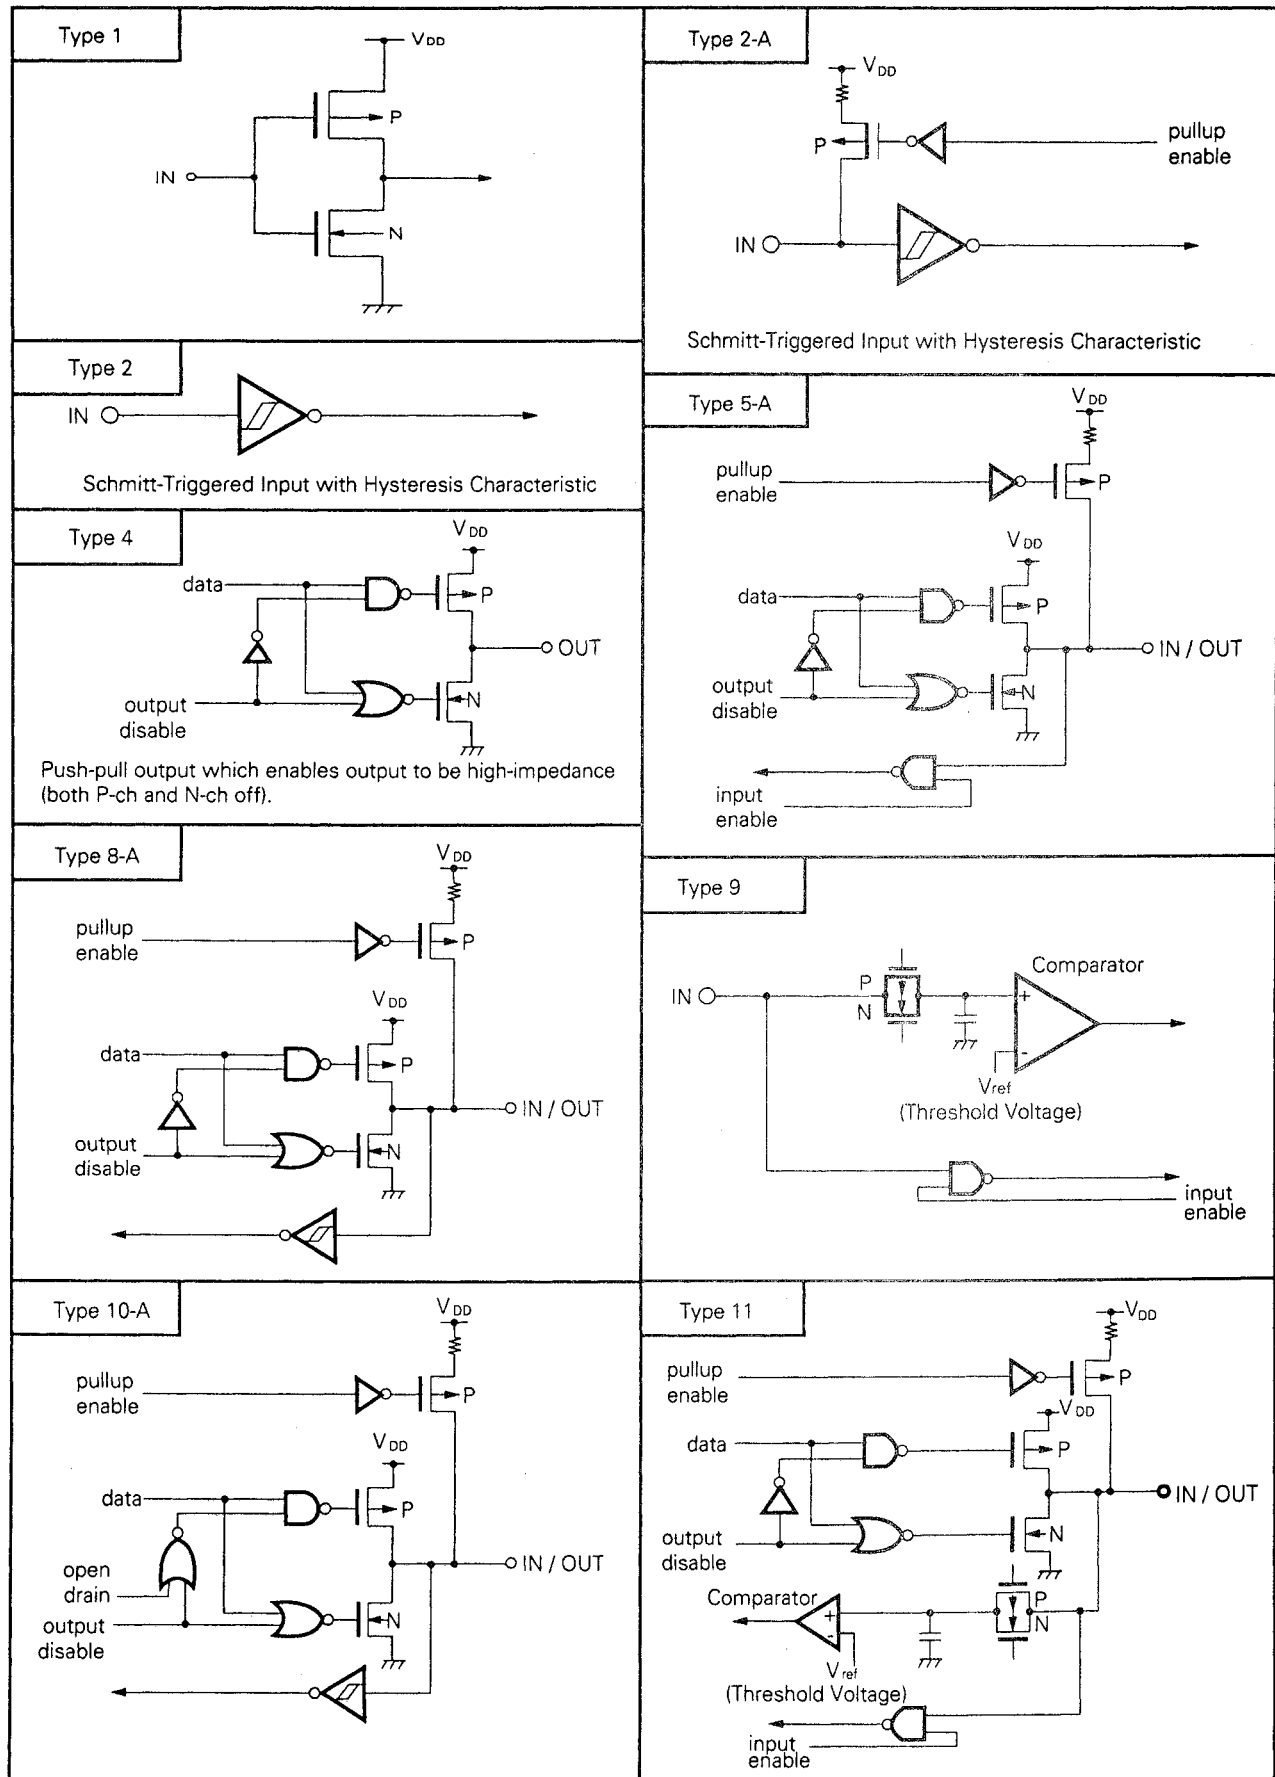 Type 1
VDD
P
IN
N
Type 2-A
VDD
P
pullup
enable
IN
Schmitt-Triggered Input with Hysteresis Characteristic
Type 2
IN
Schmitt-Triggered Input with Hysteresis Characteristic
Type 5-A
VDD
pullup
enable
P
VDD
data
P
IN / OUT
output
disable
N
input
enable
Type 4
VDD
data
P
OUT
output
disable
N
Push-pull output which enables output to be high-impedance
(both P-ch and N-ch off).
Type 8-A
VDD
pullup
enable
P
VDD
data
P
IN / OUT
output
disable
N
Type 9
Comparator
IN
P
N
+
-
Vref
(Threshold Voltage)
input
enable
Type 10-A
VDD
pullup
enable
P
VDD
data
P
IN / OUT
open
drain
output
disable
N
Type 11
VDD
pullup
enable
P
VDD
data
P
IN / OUT
output
disable
N
Comparator
P
N
+
-
Vref
(Threshold Voltage)
input
enable